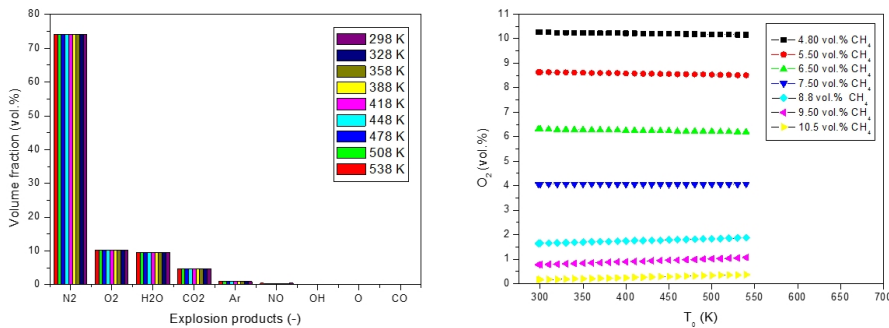 80
70
60
50
40
30
20
10
0
Volume fraction (vol.%)
298 K
328 K
358 K
388 K
418 K
448 K
478 K
508 K
538 K
N2 O2 H2O CO2 Ar NO OH O CO
Explosion products (-)
11
10
9
8
7
6
5
4
3
2
1
0
O2 (vol.%)
4.80 vol.% CH4
5.50 vol.% CH4
6.50 vol.% CH4
7.50 vol.% CH4
8.8 vol.% CH4
9.50 vol.% CH4
10.5 vol.% CH4
300 350 400 450 500 550 600 650 700
T0 (K)